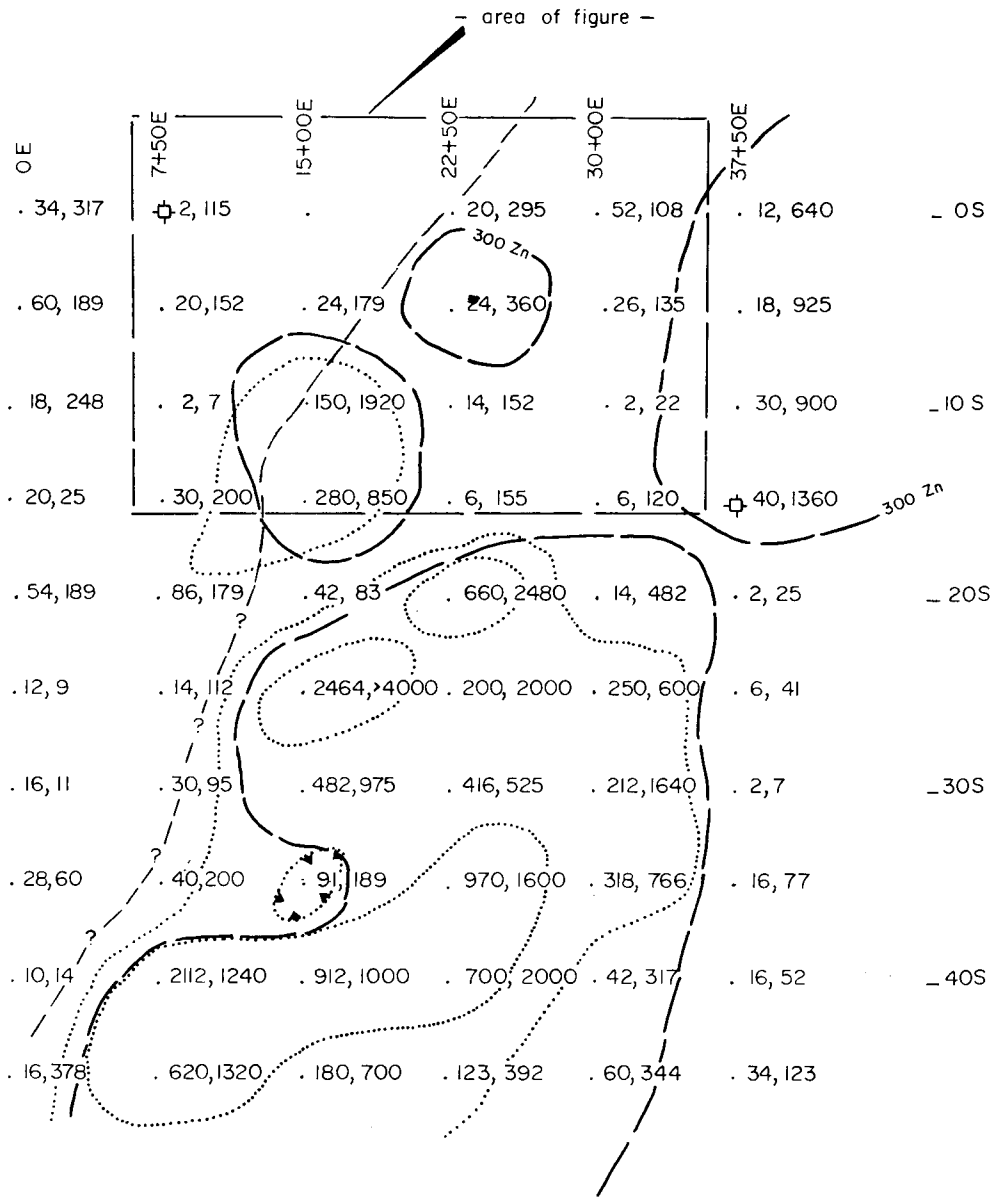 - area of figure -
OE 7+50E 15+00E 22+50E 30+00E 37+50E
. 34, 317 2, 115 . . 20, 295 . 52, 108 . 12, 640 - OS
300 Zn
. 60, 189 . 20, 152 . 24, 179 . 24, 360 . 26, 135 . 18, 925
. 18, 248 . 2, 7 . 150, 1920 . 14, 152 . 2, 22 . 30, 900 - 10 S
. 20, 25 . 30, 200 . 280, 850 . 6, 155 . 6, 120 40, 1360 300 Zn
. 54, 189 . 86, 179 . 42, 83 . 660, 2480 . 14, 482 . 2, 25 - 20S
?
. 12, 9 . 14, 112 . 2464, >4000 . 200, 2000 . 250, 600 . 6, 41
?
. 16, 11 . 30, 95 . 482, 975 . 416, 525 . 212, 1640 . 2, 7 - 30S
?
. 28, 60 . 40, 200 . 91, 189 . 970, 1600 . 318, 766 . 16, 77
?
. 10, 14 . 2112, 1240 . 912, 1000 . 700, 2000 . 42, 317 . 16, 52 - 40S
. 16, 378 . 620, 1320 . 180, 700 . 123, 392 . 60, 344 . 34, 123